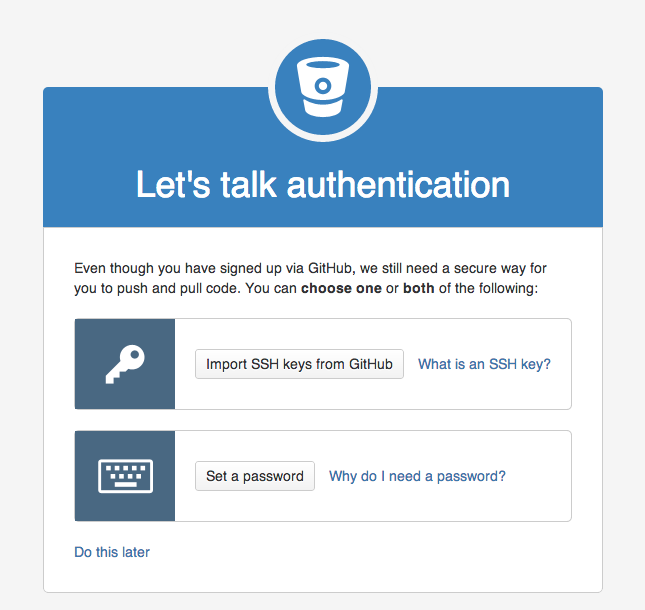 Let's talk authentication
Even though you have signed up via GitHub, we still need a secure way for
you to push and pull code. You can choose one or both of the following:
Import SSH keys from GitHub What is an SSH key?
Set a password Why do I need a password?
Do this later